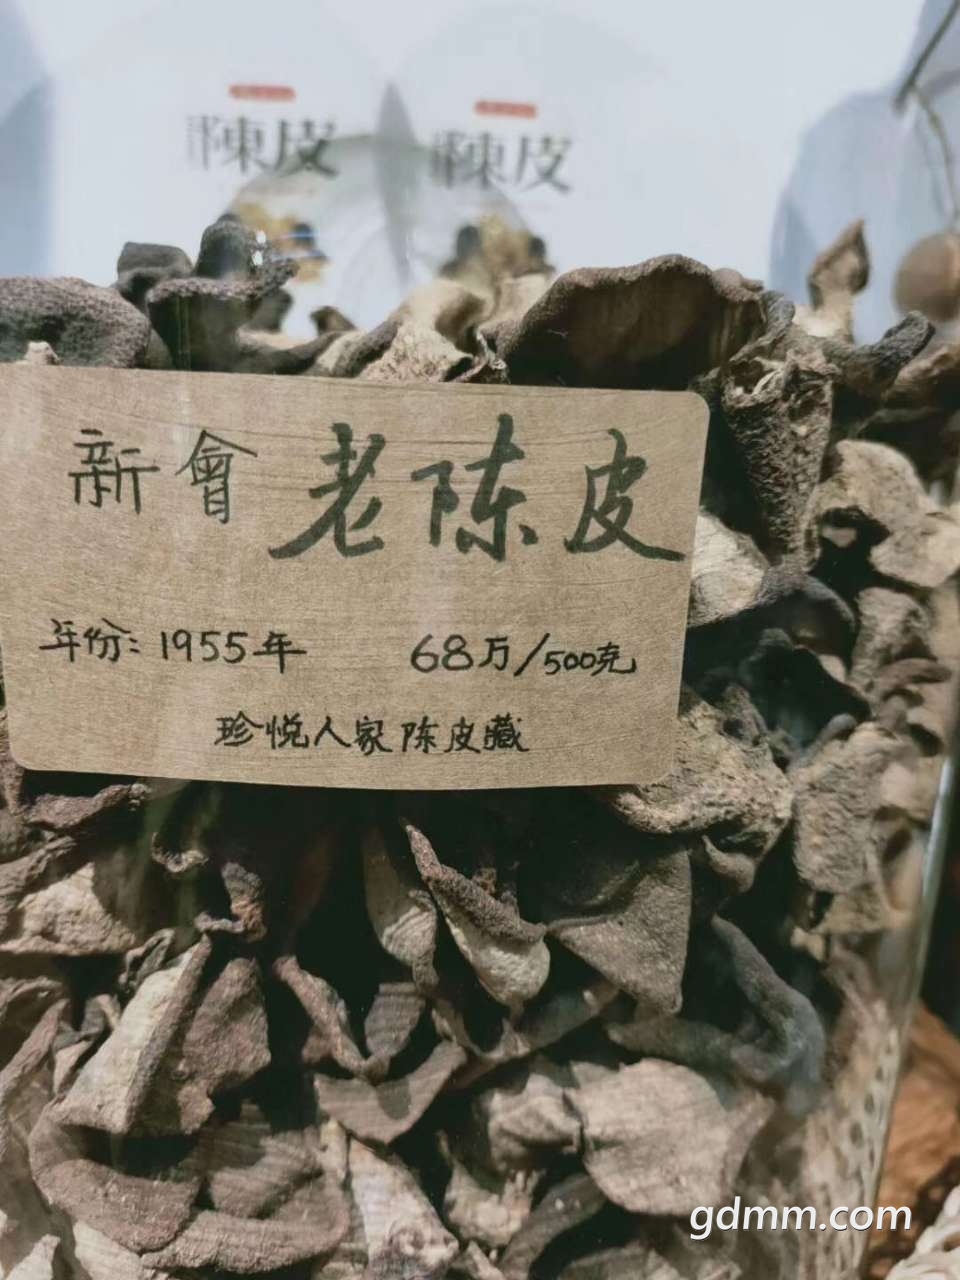 陳皮
陳皮
新會 老陈皮
年份：1955年 68万/500克
珍悦人家陈皮藏
gdmm.com